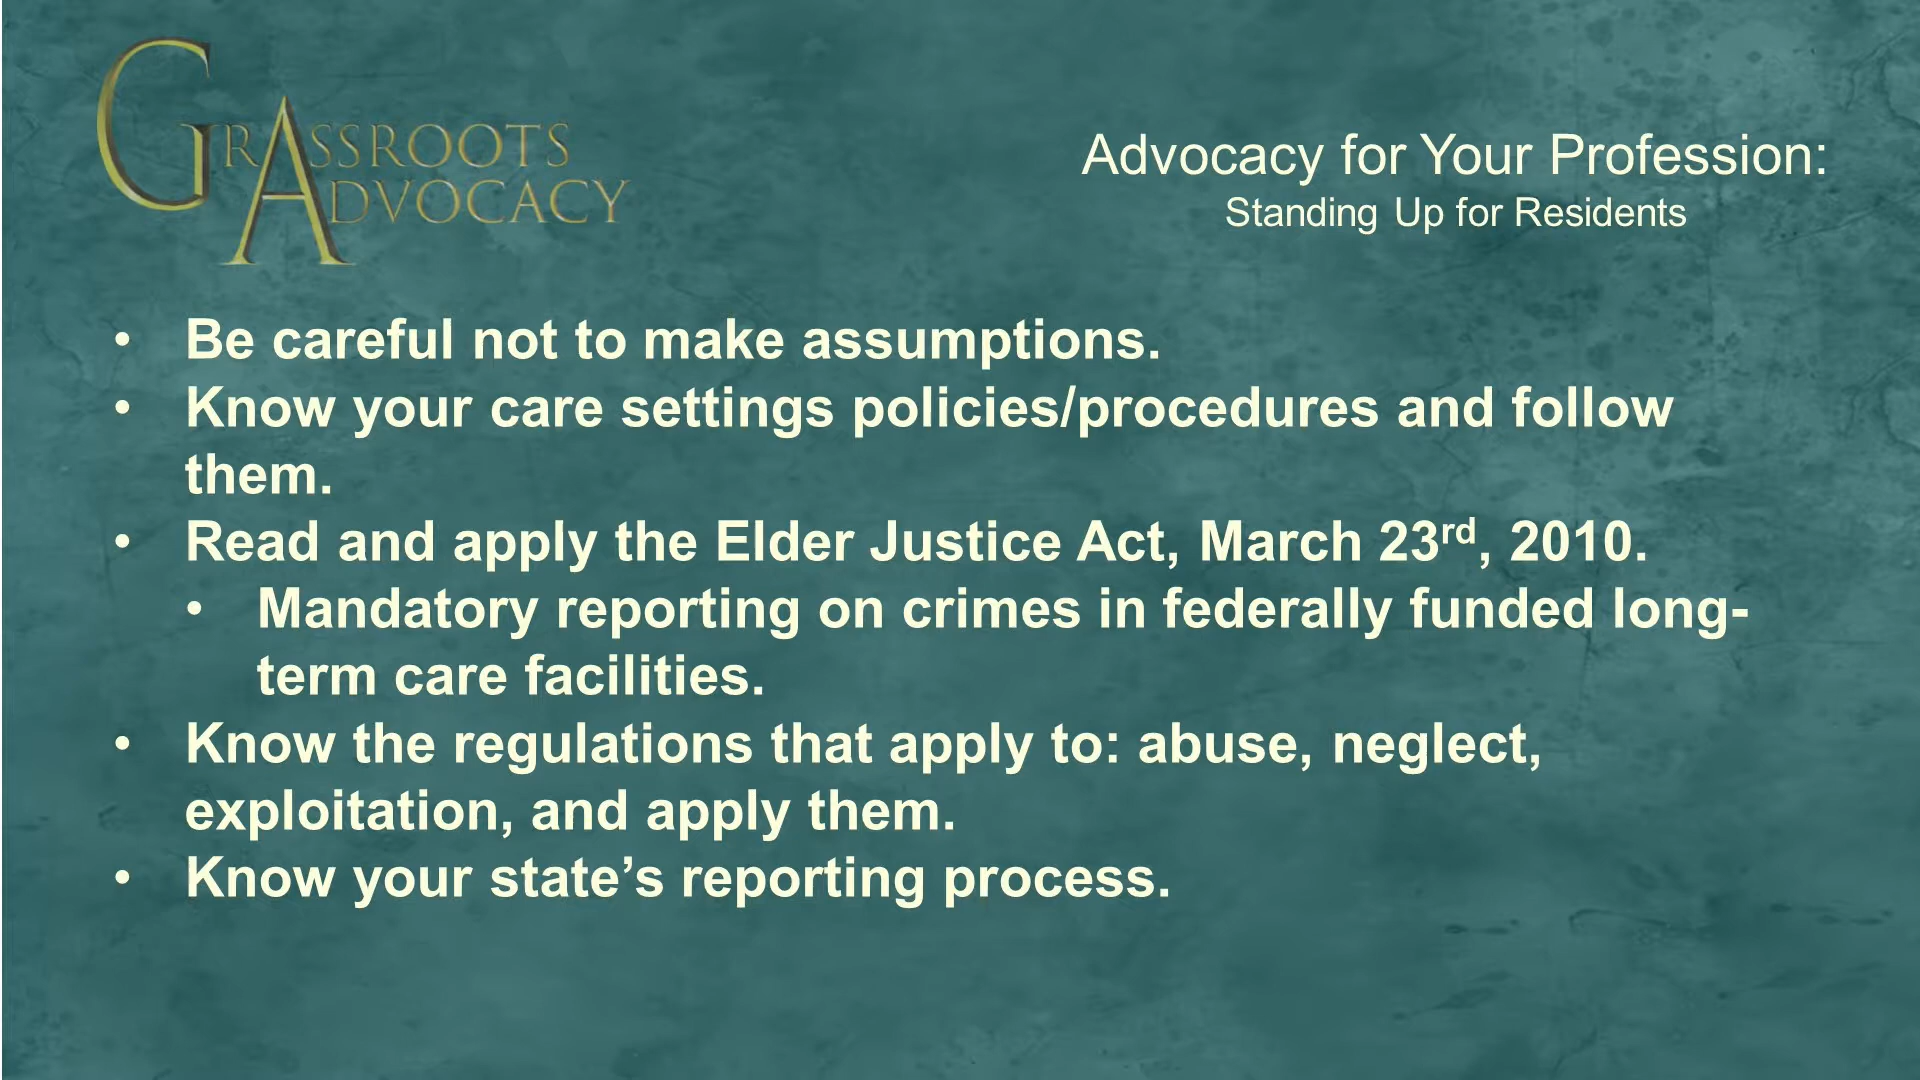 GRASSROOTS
ADVOCACY
Advocacy for Your Profession:
Standing Up for Residents
• Be careful not to make assumptions.
• Know your care settings policies/procedures and follow
them.
• Read and apply the Elder Justice Act, March 23rd, 2010.
• Mandatory reporting on crimes in federally funded long-
term care facilities.
• Know the regulations that apply to: abuse, neglect,
exploitation, and apply them.
• Know your state’s reporting process.